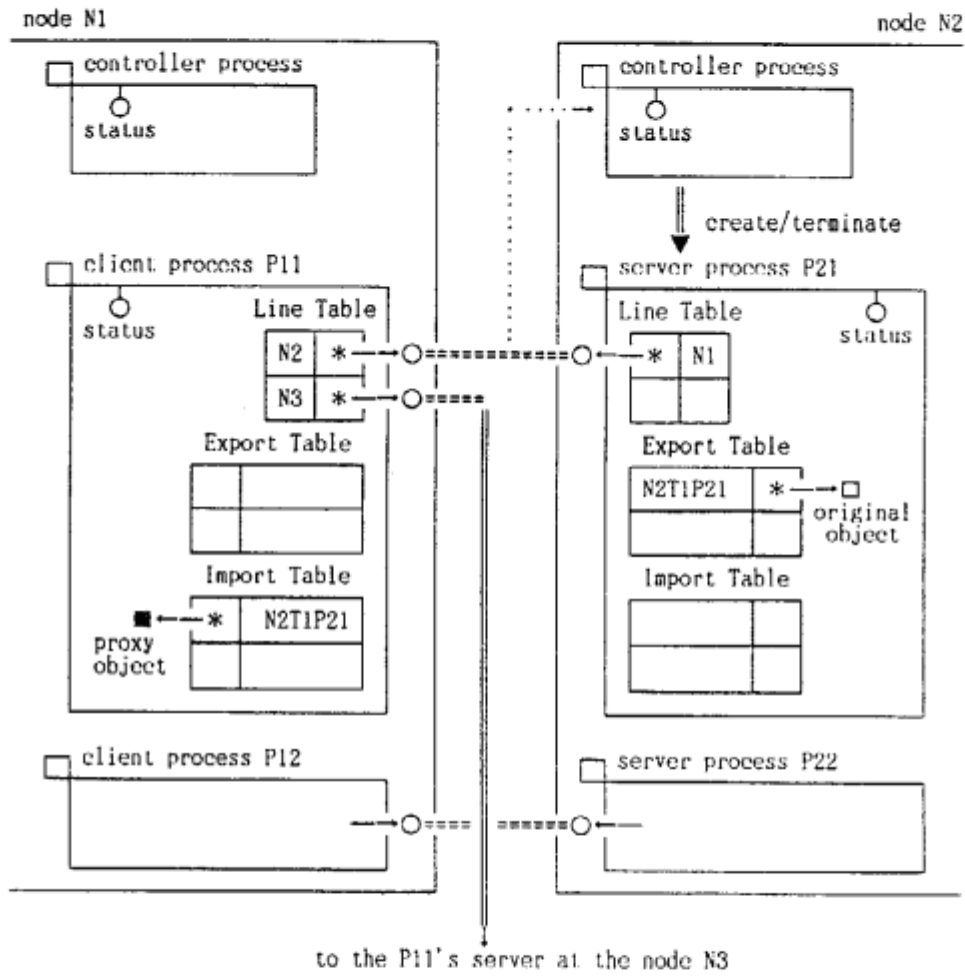 node N1
node N2
controller process
status
controller process
status
create/terminate
client process P11
status
Line Table
N2 *
N3 *
Export Table
Import Table
* N2T1P21
proxy
object
server process P21
Line Table
status
* N1
Export Table
N2T1P21 *
original
object
Import Table
client process P12
server process P22
to the P11's server at the node N3